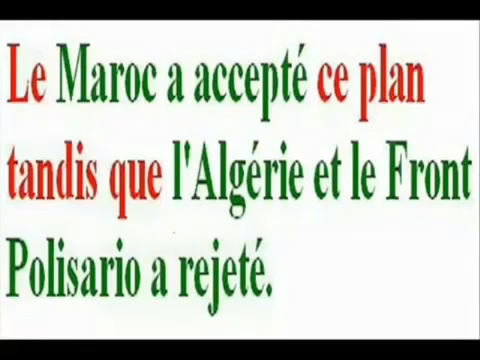 Le Maroc a accepté ce plan
tandis que l'Algérie et le Front
Polisario a rejeté.